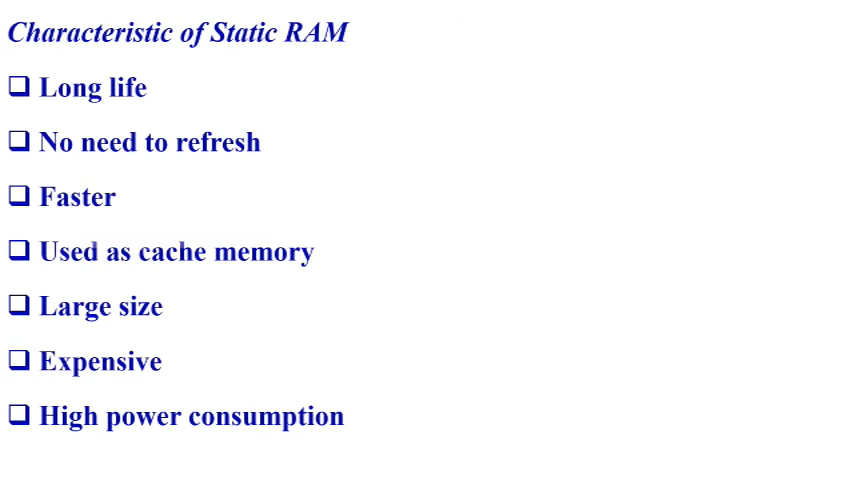 Characteristic of Static RAM
❑ Long life
❑ No need to refresh
❑ Faster
❑ Used as cache memory
❑ Large size
❑ Expensive
❑ High power consumption